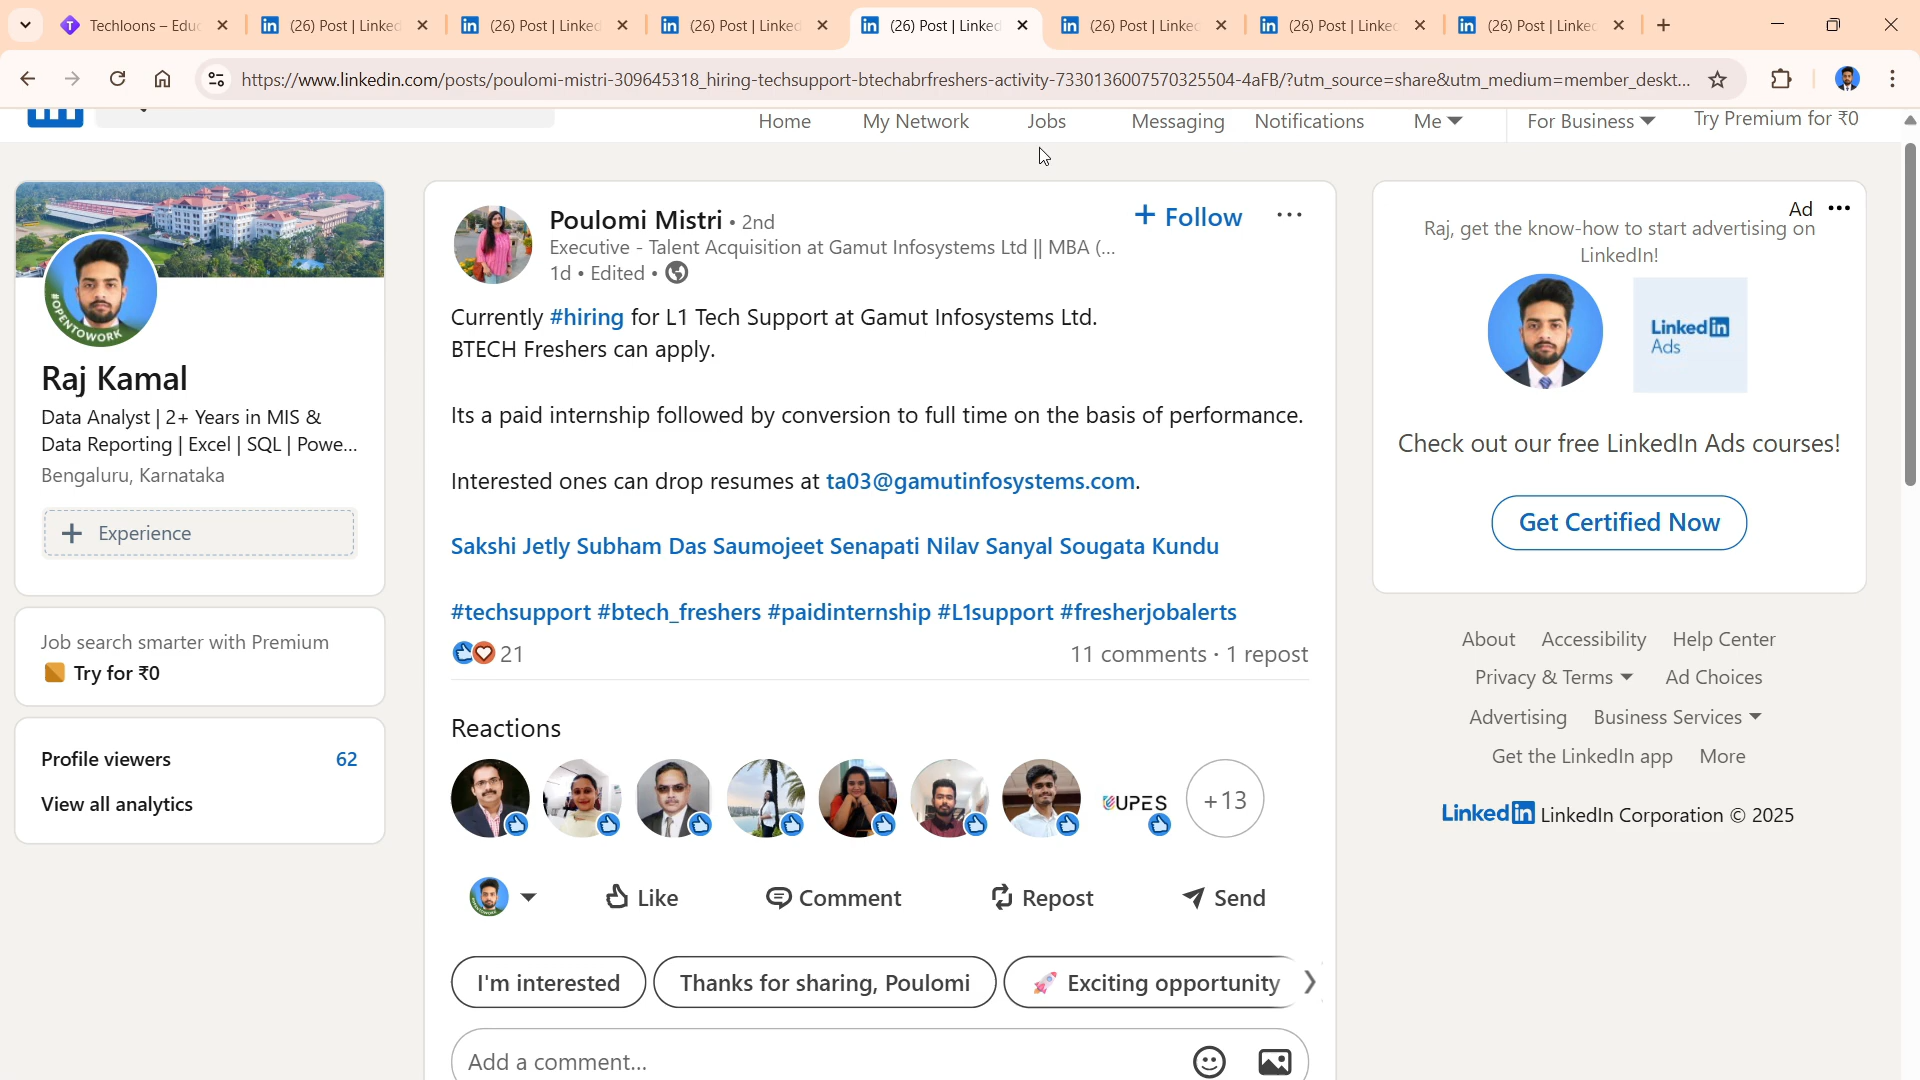 Techloons – Educ
(26) Post | Linked
(26) Post | Linked
(26) Post | Linked
(26) Post | Linked
(26) Post | Linked
(26) Post | Linked
(26) Post | Linked
https://www.linkedin.com/posts/poulomi-mistri-309645318_hiring-techsupport-btechabrfreshers-activity-7330136007570325504-4aFB/?utm_source=share&utm_medium=member_deskt...
Home
My Network
Jobs
Messaging
Notifications
Me
For Business
Try Premium for ₹0
#OPENTOWORK
Raj Kamal
Data Analyst | 2+ Years in MIS &
Data Reporting | Excel | SQL | Powe...
Bengaluru, Karnataka
+ Experience
Job search smarter with Premium
Try for ₹0
Profile viewers 62
View all analytics
Poulomi Mistri • 2nd
+ Follow
Executive - Talent Acquisition at Gamut Infosystems Ltd || MBA (...
1d • Edited •
Currently #hiring for L1 Tech Support at Gamut Infosystems Ltd.
BTECH Freshers can apply.
Its a paid internship followed by conversion to full time on the basis of performance.
Interested ones can drop resumes at ta03@gamutinfosystems.com.
Sakshi Jetly Subham Das Saumojeet Senapati Nilav Sanyal Sougata Kundu
#techsupport #btech_freshers #paidinternship #L1support #fresherjobalerts
21
11 comments · 1 repost
Reactions
UPES
+13
Like
Comment
Repost
Send
I'm interested
Thanks for sharing, Poulomi
🚀 Exciting opportunity
Add a comment...
Ad
Raj, get the know-how to start advertising on
LinkedIn!
Linked in
Ads
Check out our free LinkedIn Ads courses!
Get Certified Now
About Accessibility Help Center
Privacy & Terms Ad Choices
Advertising Business Services
Get the LinkedIn app More
Linked in LinkedIn Corporation © 2025